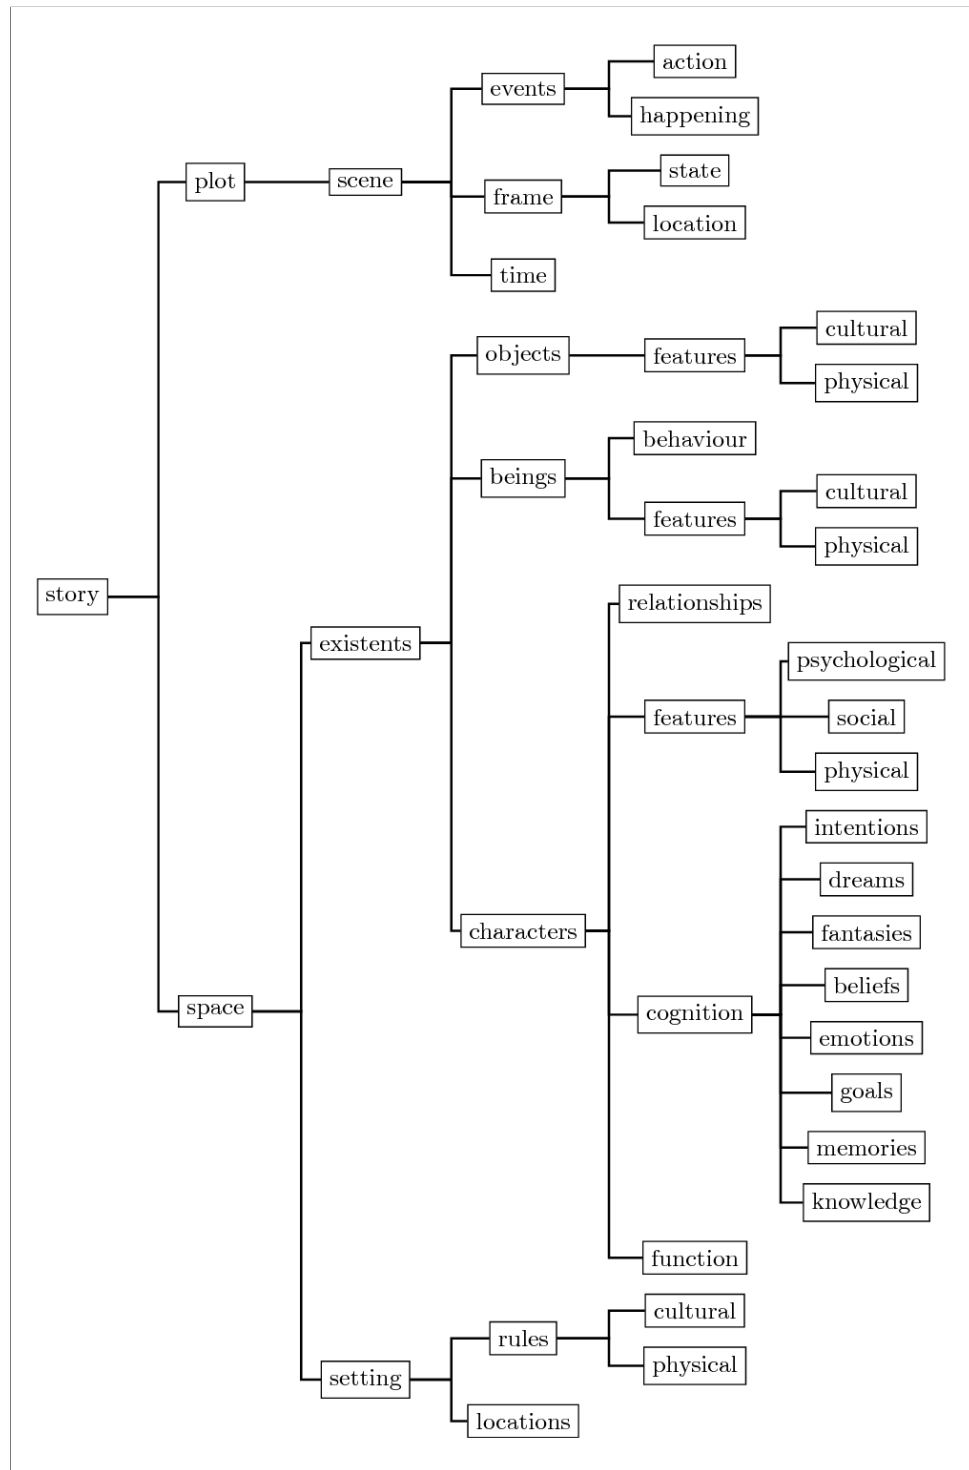 story
plot
scene
events
action
happening
frame
state
location
time
space
existents
objects
features
cultural
physical
beings
behaviour
features
cultural
physical
characters
relationships
features
psychological
social
physical
cognition
intentions
dreams
fantasies
beliefs
emotions
goals
memories
knowledge
function
setting
rules
cultural
physical
locations